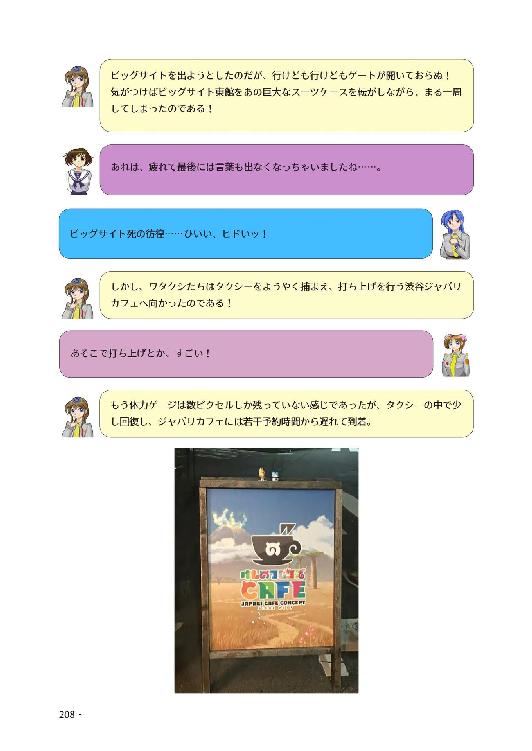 ビッグサイトを出ようとしたのだが、行けども行けどもゲートが開いておらぬ！
気がつけばビッグサイト東館をあの巨大なスーツケースを転がしながら、まる一周
してしまったのである！
あれは、疲れて最後には言葉も出なくなっちゃいましたね……。
ビッグサイト死の彷徨……ひいい、ヒドいッ！
しかし、ワタクシたちはタクシーをようやく捕まえ、打ち上げを行う渋谷ジャパリ
カフェへ向かったのである！
あそこで打ち上げとか、すごい！
もう体力ゲージは数ピクセルしか残っていない感じであったが、タクシーの中で少
し回復し、ジャパリカフェには若干予約時間から遅れて到着。
けものフレンズ
CAFE
JAPARI CAFE CONCEPT
208 -